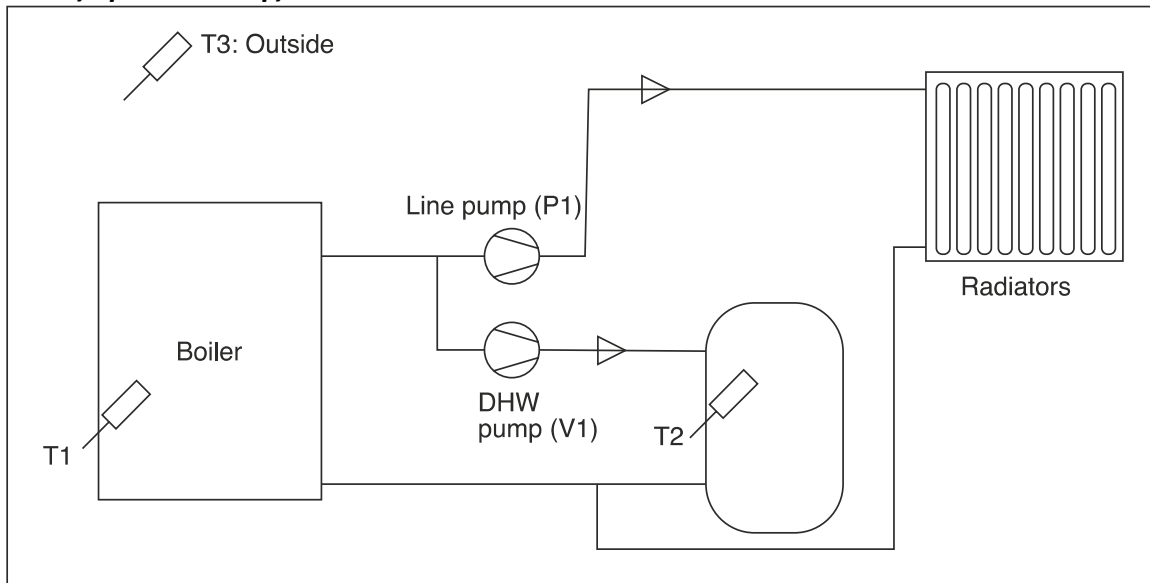 T3: Outside
Line pump (P1)
Radiators
Boiler
DHW
pump (V1)
T2
T1